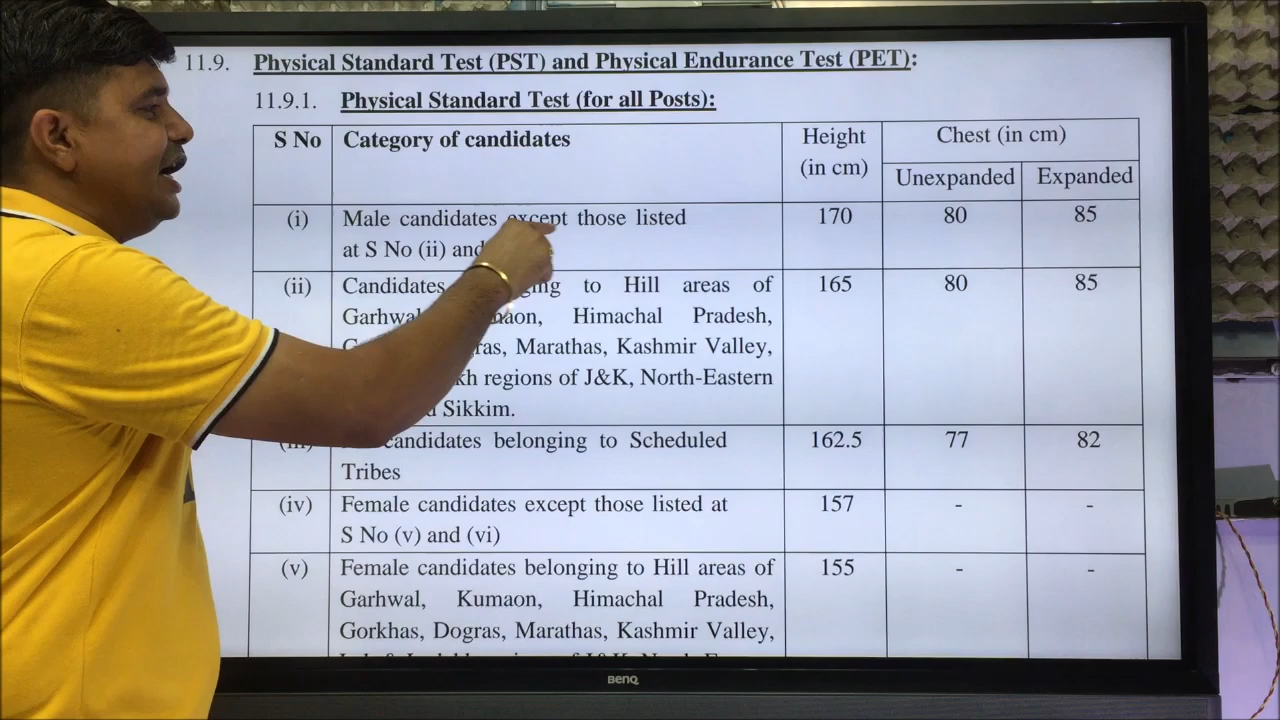 11.9. Physical Standard Test (PST) and Physical Endurance Test (PET):
11.9.1. Physical Standard Test (for all Posts):
S No Category of candidates Height (in cm) Chest (in cm)
Unexpanded Expanded
(i) Male candidates except those listed 170 80 85
at S No (ii) and
(ii) Candidates to Hill areas of 165 80 85
Himachal Pradesh,
Marathas, Kashmir Valley,
regions of J&K, North-Eastern
Sikkim.
candidates belonging to Scheduled 162.5 77 82
Tribes
(iv) Female candidates except those listed at 157 - -
S No (v) and (vi)
(v) Female candidates belonging to Hill areas of 155 - -
Garhwal, Kumaon, Himachal Pradesh,
Gorkhas, Dogras, Marathas, Kashmir Valley,
BenQ